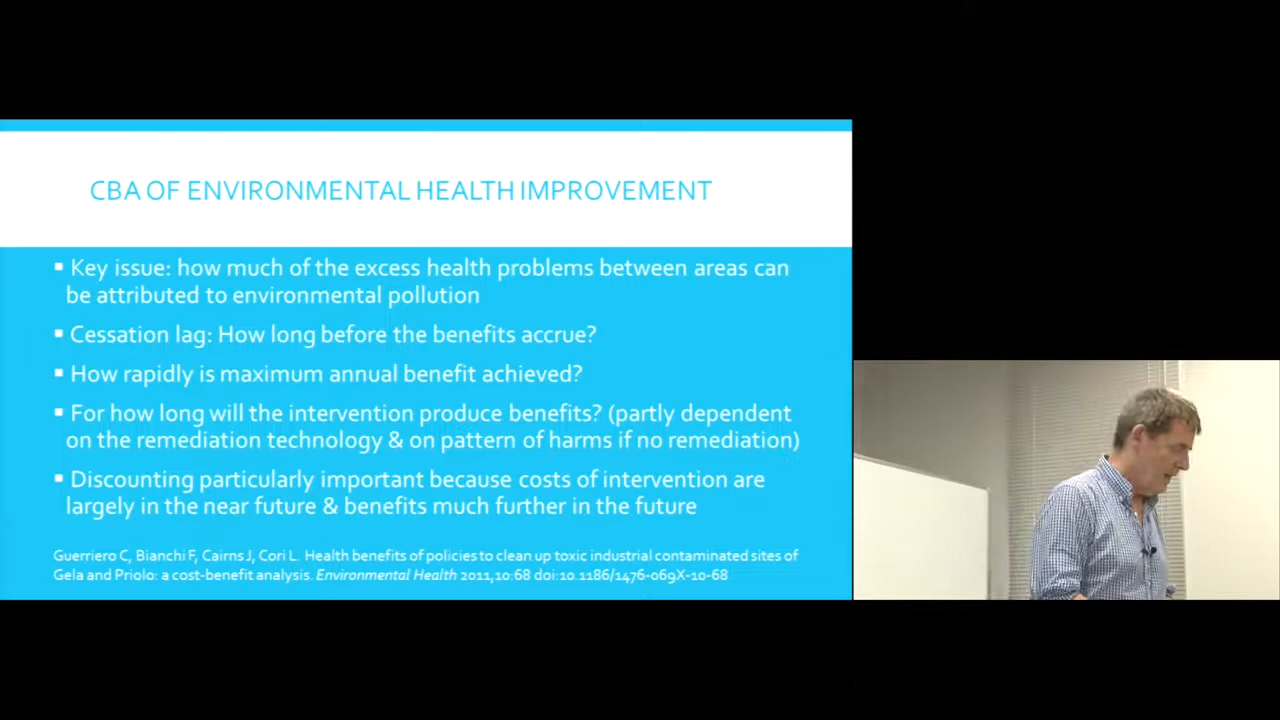 CBA OF ENVIRONMENTAL HEALTH IMPROVEMENT
▪ Key issue: how much of the excess health problems between areas can
be attributed to environmental pollution
▪ Cessation lag: How long before the benefits accrue?
▪ How rapidly is maximum annual benefit achieved?
▪ For how long will the intervention produce benefits? (partly dependent
on the remediation technology & on pattern of harms if no remediation)
▪ Discounting particularly important because costs of intervention are
largely in the near future & benefits much further in the future
Guerriero C, Bianchi F, Cairns J, Cori L. Health benefits of policies to clean up toxic industrial contaminated sites of
Gela and Priolo: a cost-benefit analysis. Environmental Health 2011,10:68 doi:10.1186/1476-069X-10-68